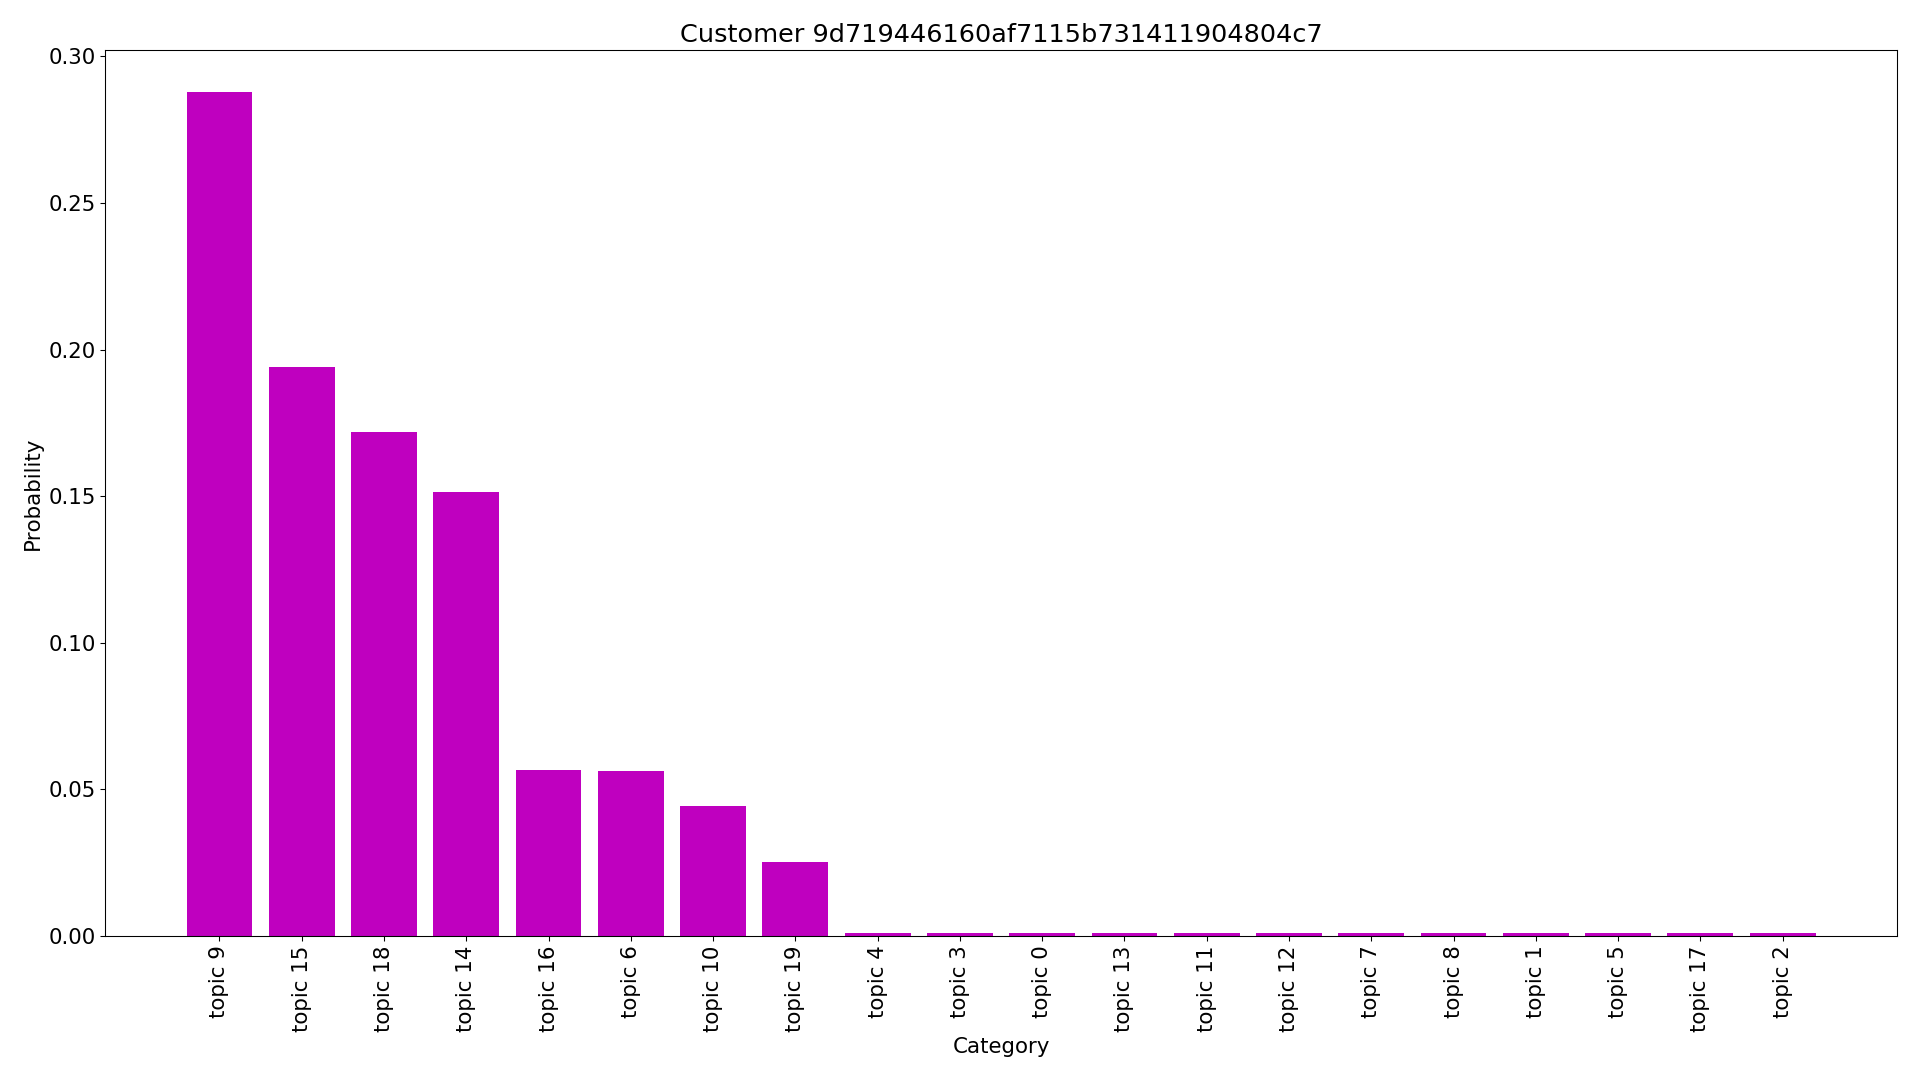 Customer 9d719446160af7115b731411904804c7
Probability
0.30
0.25
0.20
0.15
0.10
0.05
0.00
topic 9
topic 15
topic 18
topic 14
topic 16
topic 6
topic 10
topic 19
topic 4
topic 3
topic 0
topic 13
topic 11
topic 12
topic 7
topic 8
topic 1
topic 5
topic 17
topic 2
Category